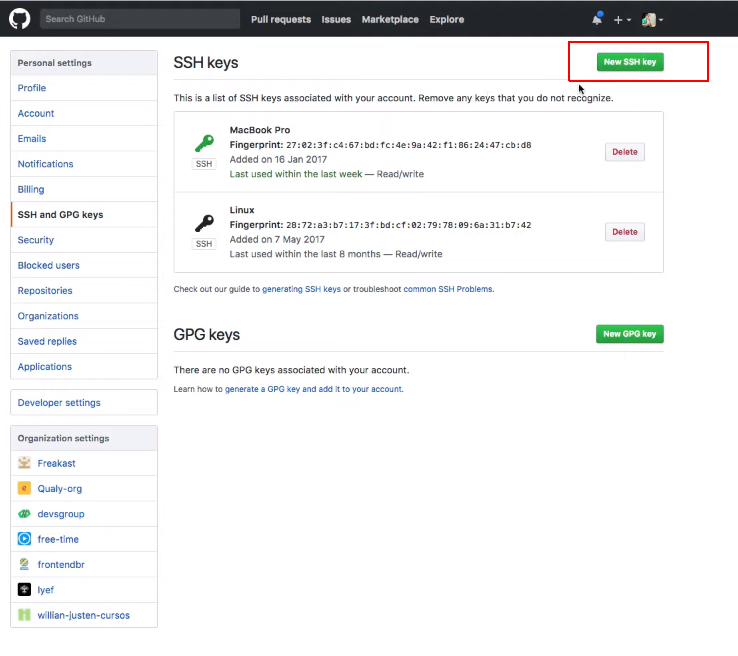 Search GitHub
Pull requests Issues Marketplace Explore
Personal settings
Profile
Account
Emails
Notifications
Billing
SSH and GPG keys
Security
Blocked users
Repositories
Organizations
Saved replies
Applications
Developer settings
Organization settings
Freakast
Qualy-org
devsgroup
free-time
frontendbr
lyef
willian-justen-cursos
SSH keys
New SSH key
This is a list of SSH keys associated with your account. Remove any keys that you do not recognize.
MacBook Pro
Fingerprint: 27:02:3f:c4:67:bd:fc:4e:9a:42:f1:86:24:47:cb:d8
Added on 16 Jan 2017
Last used within the last week — Read/write
SSH
Delete
Linux
Fingerprint: 28:72:a3:b7:17:3f:bd:cf:02:79:78:09:6a:31:b7:42
Added on 7 May 2017
Last used within the last 8 months — Read/write
SSH
Delete
Check out our guide to generating SSH keys or troubleshoot common SSH Problems.
GPG keys
New GPG key
There are no GPG keys associated with your account.
Learn how to generate a GPG key and add it to your account.